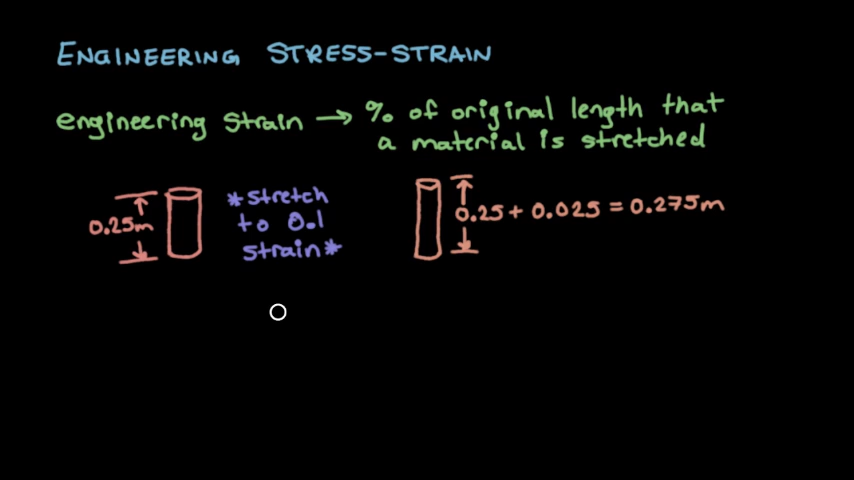 ENGINEERING STRESS-STRAIN
engineering strain → % of original length that
a material is stretched
0.25m
*stretch
to 0.1
strain*
0.25 + 0.025 = 0.275m